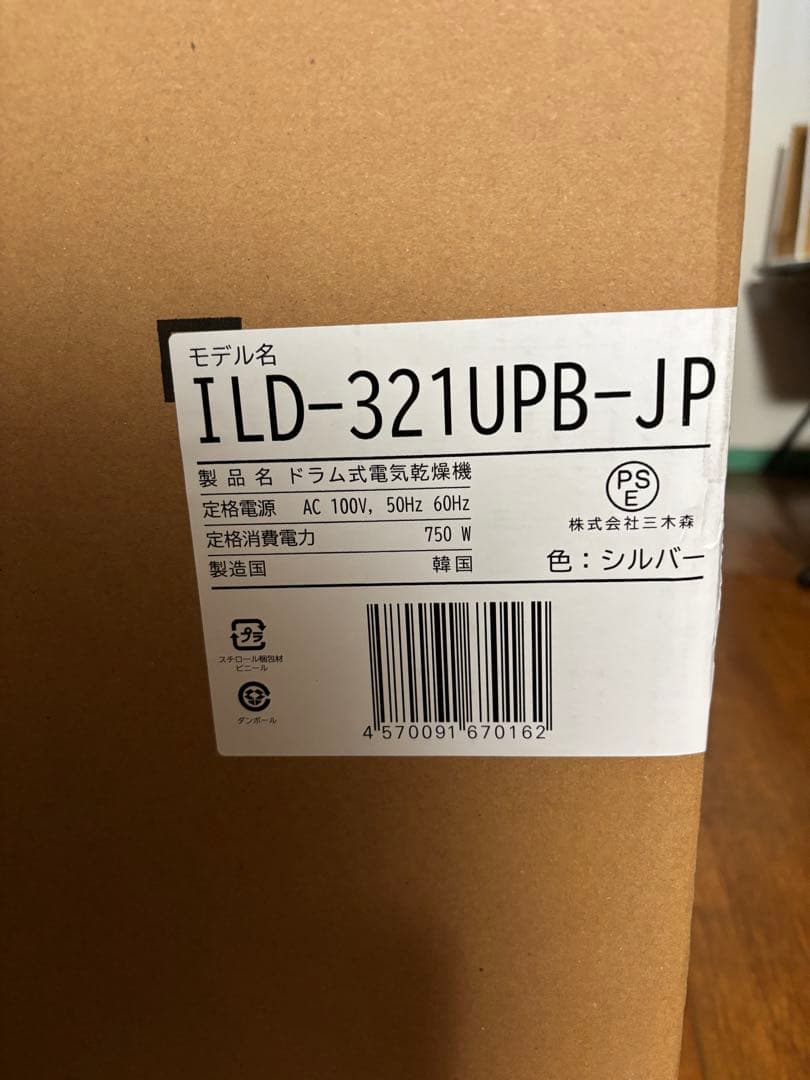 モデル名
ILD-321UPB-JP
製品名 ドラム式電気乾燥機
定格電源 AC 100V, 50Hz 60Hz
定格消費電力 750 W
製造国 韓国
PS
E
株式会社三木森
色：シルバー
プラ
スチロール梱包材
ビニール
ダンボール
4 570091 670162